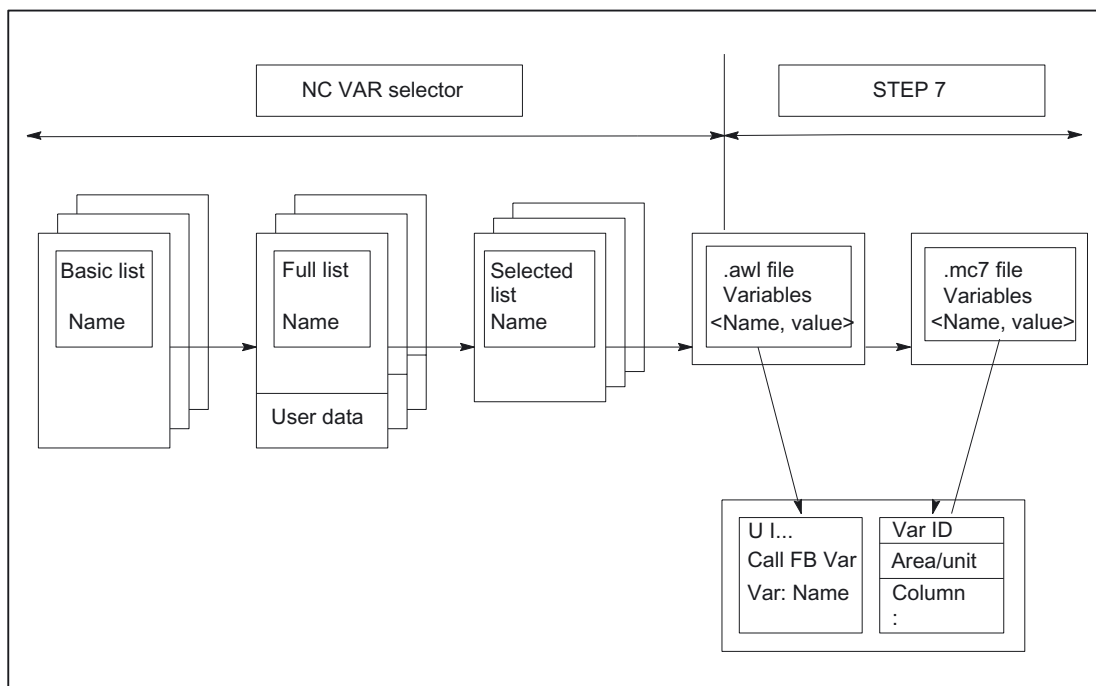 NC VAR selector
STEP 7
Basic list
Name
Full list
Name
User data
Selected
list
Name
.awl file
Variables
<Name, value>
.mc7 file
Variables
<Name, value>
U I...
Call FB Var
Var: Name
Var ID
Area/unit
Column
: